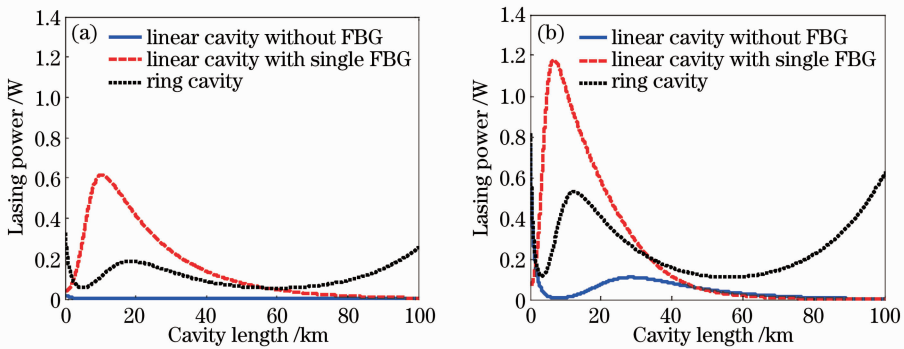 (a)
linear cavity without FBG
linear cavity with single FBG
ring cavity
Lasing power /W
1.4
1.2
1.0
0.8
0.6
0.4
0.2
0
0 20 40 60 80 100
Cavity length /km
(b)
linear cavity without FBG
linear cavity with single FBG
ring cavity
Lasing power /W
1.4
1.2
1.0
0.8
0.6
0.4
0.2
0
0 20 40 60 80 100
Cavity length /km